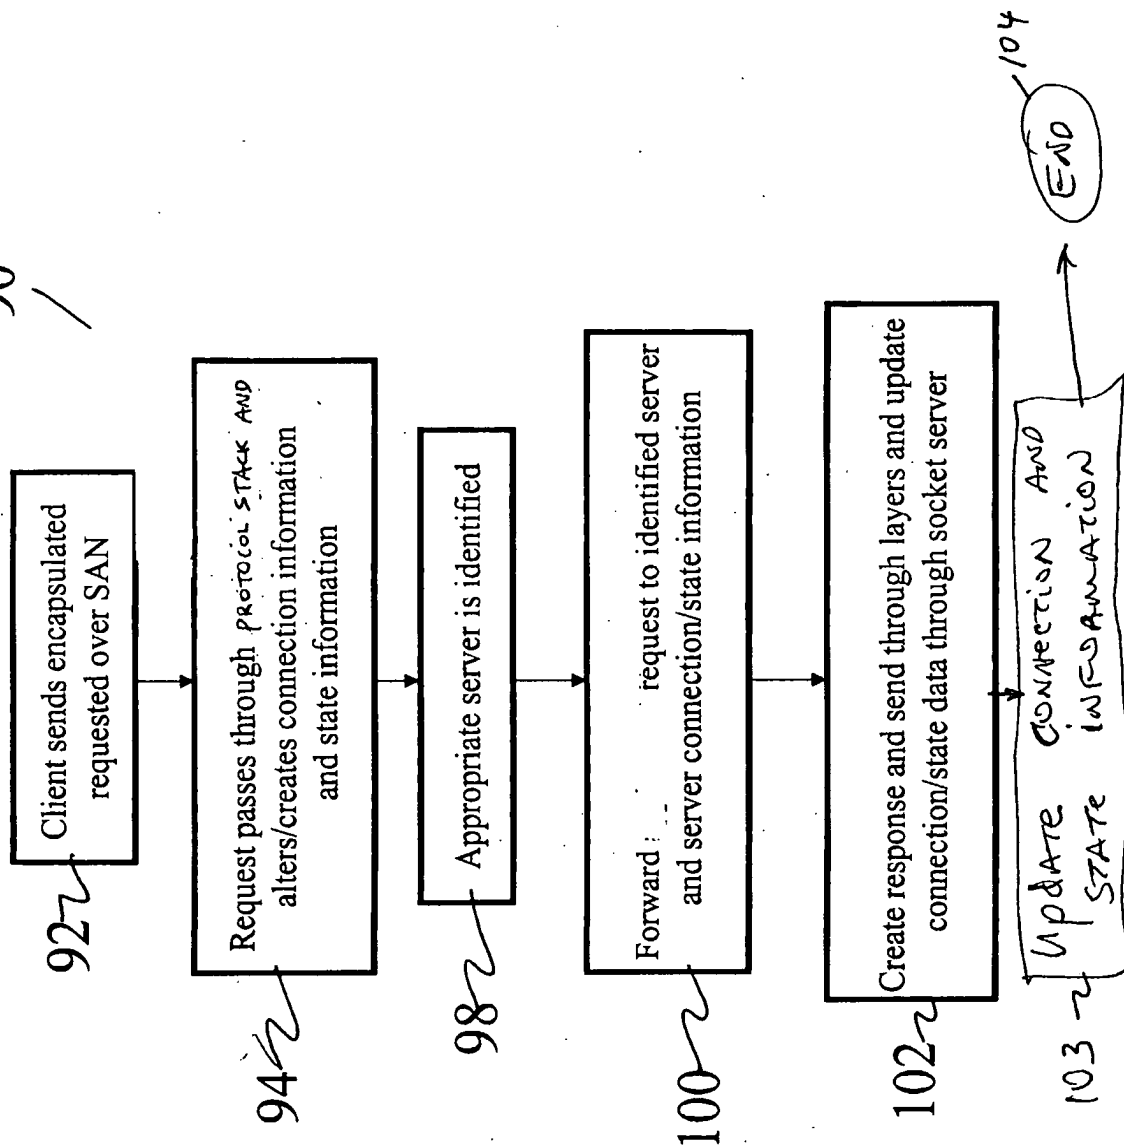 92
Client sends encapsulated
requested over SAN
94
Request passes through PROTOCOL STACK AND
alters/creates connection information
and state information
98
Appropriate server is identified
100
Forward request to identified server
and server connection/state information
102
Create response and send through layers and update
connection/state data through socket server
103
UpdATE CONNECTION AND
STATE INFORMATION
END
104